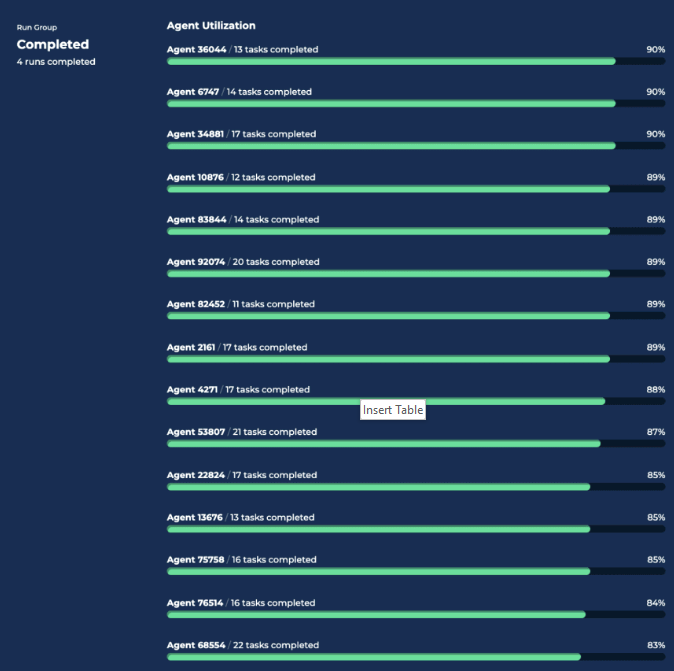 Run Group
Completed
4 runs completed
Agent Utilization
Agent 36044 / 13 tasks completed 90%
Agent 6747 / 14 tasks completed 90%
Agent 34881 / 17 tasks completed 90%
Agent 10876 / 12 tasks completed 89%
Agent 83844 / 14 tasks completed 89%
Agent 92074 / 20 tasks completed 89%
Agent 82452 / 11 tasks completed 89%
Agent 2161 / 17 tasks completed 89%
Agent 4271 / 17 tasks completed 88%
Insert Table
Agent 53807 / 21 tasks completed 87%
Agent 22824 / 17 tasks completed 85%
Agent 13676 / 13 tasks completed 85%
Agent 75758 / 16 tasks completed 85%
Agent 76514 / 16 tasks completed 84%
Agent 68554 / 22 tasks completed 83%